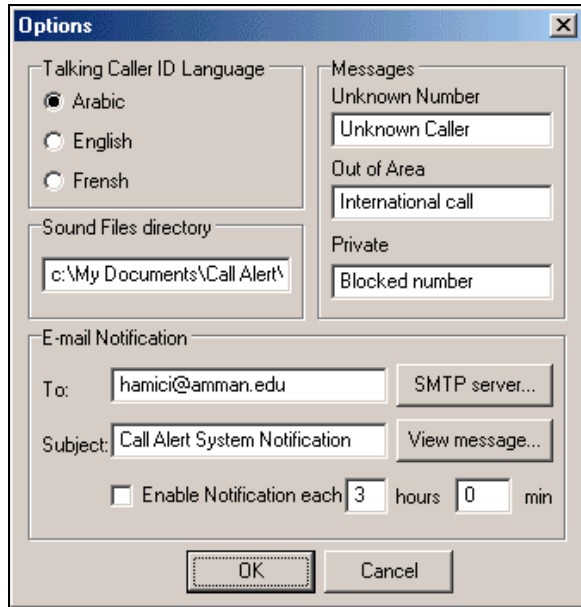 Options
Talking Caller ID Language
Arabic
English
Frensh
Sound Files directory
c:\My Documents\Call Alert\
Messages
Unknown Number
Unknown Caller
Out of Area
International call
Private
Blocked number
E-mail Notification
To: hamici@amman.edu SMTP server...
Subject: Call Alert System Notification View message...
Enable Notification each 3 hours 0 min
OK Cancel